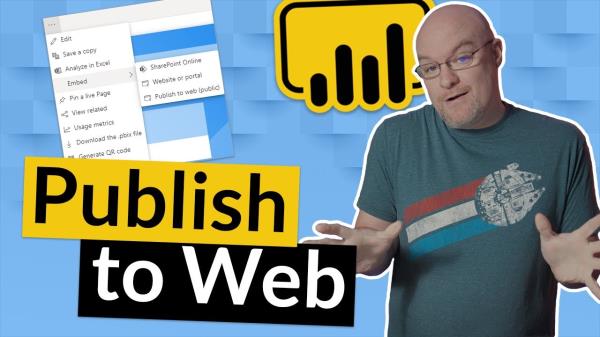 Edit
Save a copy
Analyze in Excel
Embed
Pin a live Page
View related
Usage metrics
Download the .pbix file
Generate QR code
SharePoint Online
Website or portal
Publish to web (public)
Publish
to Web